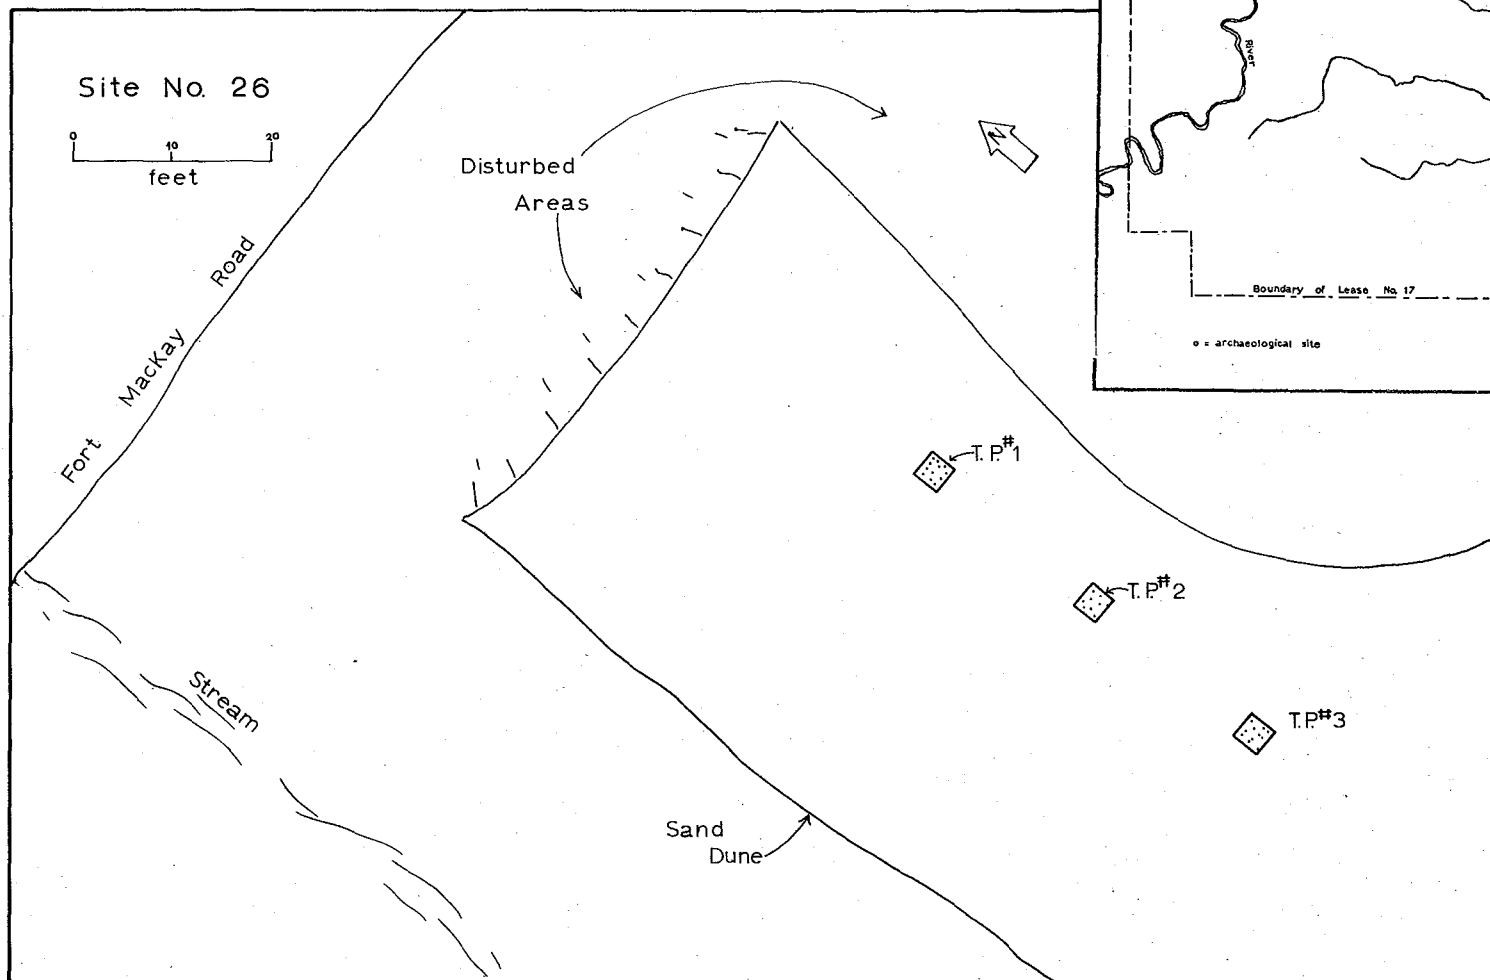 Site No. 26
0 10 20
feet
Fort MacKay Road
Disturbed
Areas
N
River
Boundary of Lease No. 17
o = archaeological site
T.P.#1
T.P.#2
T.P.#3
Stream
Sand
Dune